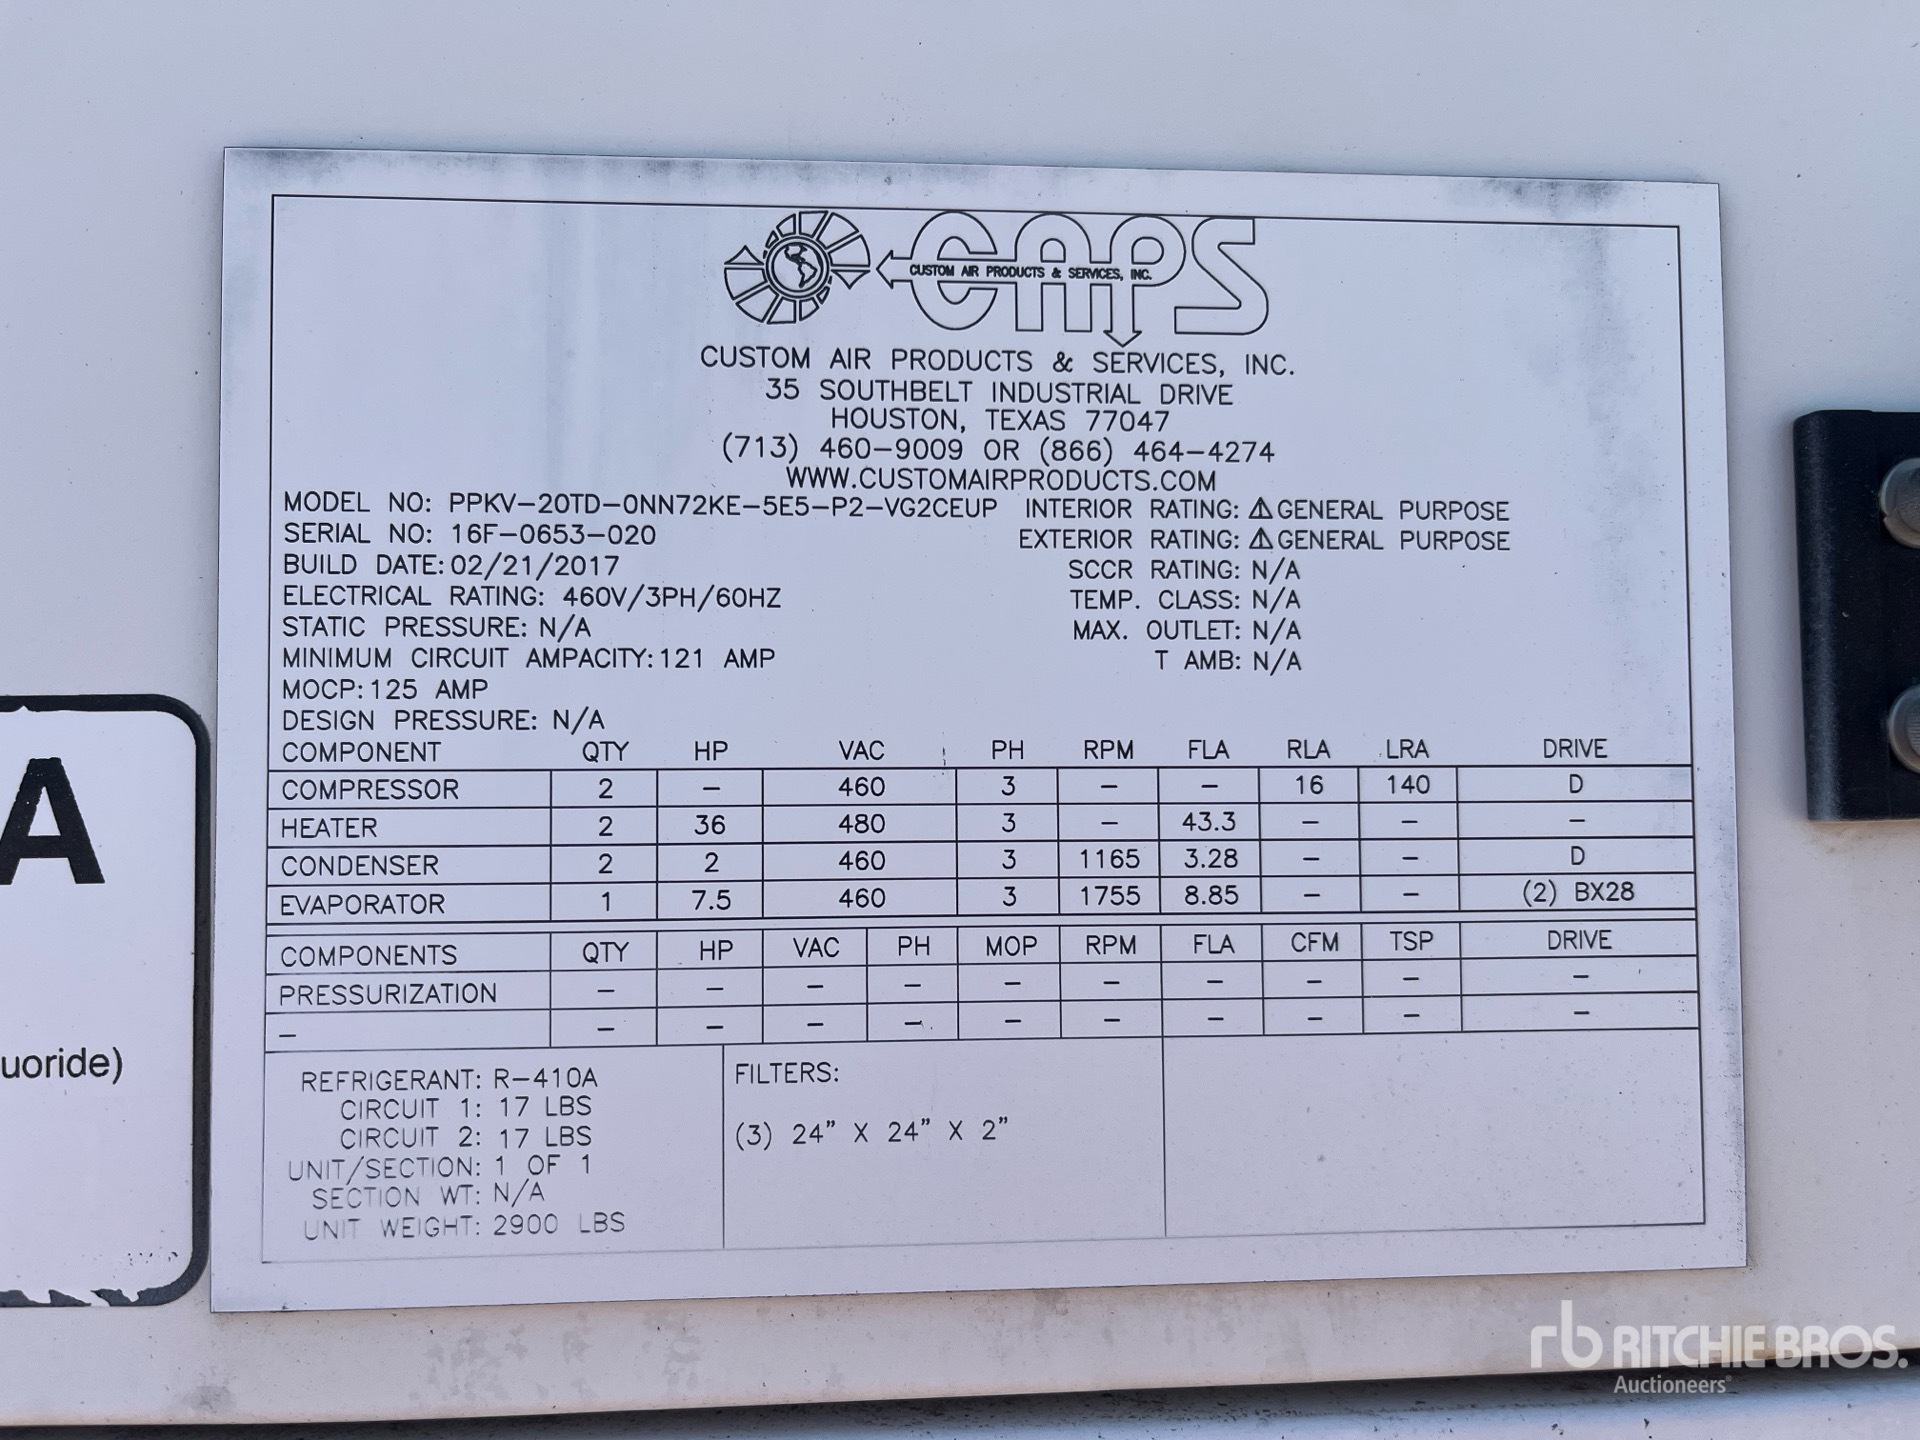 CAPS
CUSTOM AIR PRODUCTS & SERVICES, INC.
CUSTOM AIR PRODUCTS & SERVICES, INC.
35 SOUTHBELT INDUSTRIAL DRIVE
HOUSTON, TEXAS 77047
(713) 460-9009 OR (866) 464-4274
WWW.CUSTOMAIRPRODUCTS.COM
MODEL NO: PPKV-20TD-0NN72KE-5E5-P2-VG2CEUP INTERIOR RATING: ⚠GENERAL PURPOSE
SERIAL NO: 16F-0653-020 EXTERIOR RATING: ⚠GENERAL PURPOSE
BUILD DATE: 02/21/2017 SCCR RATING: N/A
ELECTRICAL RATING: 460V/3PH/60HZ TEMP. CLASS: N/A
STATIC PRESSURE: N/A MAX. OUTLET: N/A
MINIMUM CIRCUIT AMPACITY: 121 AMP T AMB: N/A
MOCP: 125 AMP
DESIGN PRESSURE: N/A
COMPONENT QTY HP VAC PH RPM FLA RLA LRA DRIVE
COMPRESSOR 2 - 460 3 - - 16 140 D
HEATER 2 36 480 3 - 43.3 - - -
CONDENSER 2 2 460 3 1165 3.28 - - D
EVAPORATOR 1 7.5 460 3 1755 8.85 - - (2) BX28
COMPONENTS QTY HP VAC PH MOP RPM FLA CFM TSP DRIVE
PRESSURIZATION - - - - - - - - - -
- - - - - - - - - - -
REFRIGERANT: R-410A
CIRCUIT 1: 17 LBS
CIRCUIT 2: 17 LBS
UNIT/SECTION: 1 OF 1
SECTION WT: N/A
UNIT WEIGHT: 2900 LBS
FILTERS:
(3) 24" X 24" X 2"
A
uoride)
rb RITCHIE BROS.
Auctioneers